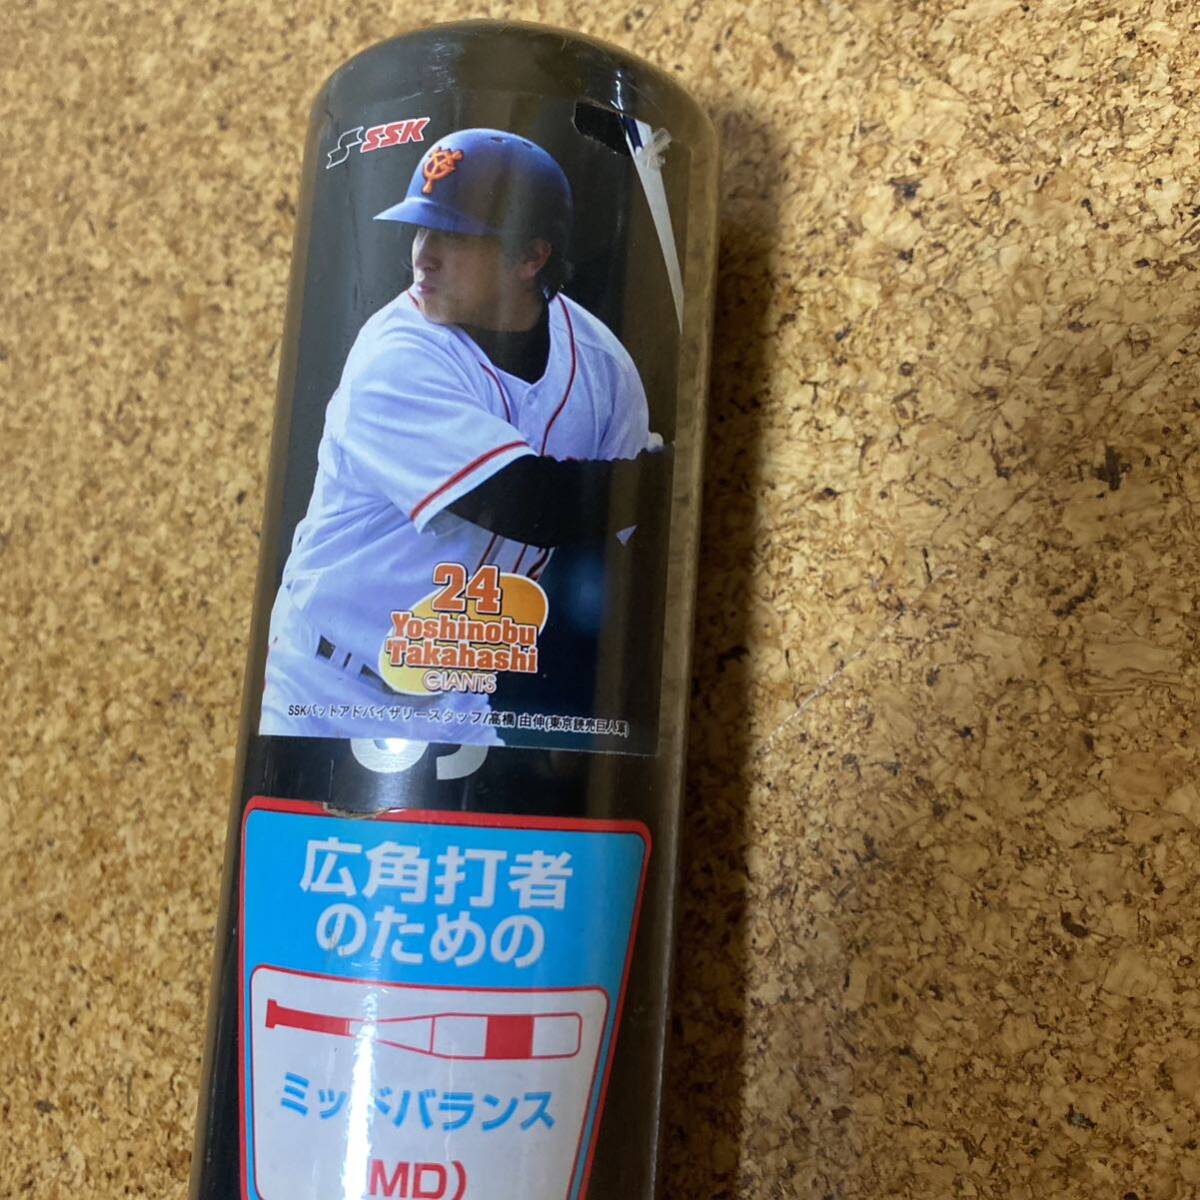 SSK
24
Yoshinobu
Takahashi
GIANTS
SSKバットアドバイザリースタッフ/高橋 由伸(東京読売巨人軍)
広角打者
のための
ミッドバランス
MD)